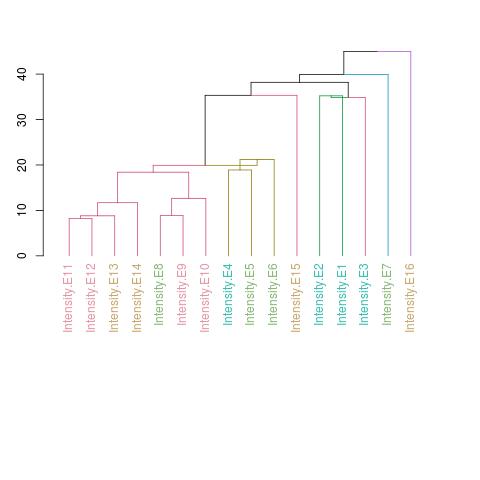 40
30
20
10
0
Intensity.E11
Intensity.E12
Intensity.E13
Intensity.E14
Intensity.E8
Intensity.E9
Intensity.E10
Intensity.E4
Intensity.E5
Intensity.E6
Intensity.E15
Intensity.E2
Intensity.E1
Intensity.E3
Intensity.E7
Intensity.E16